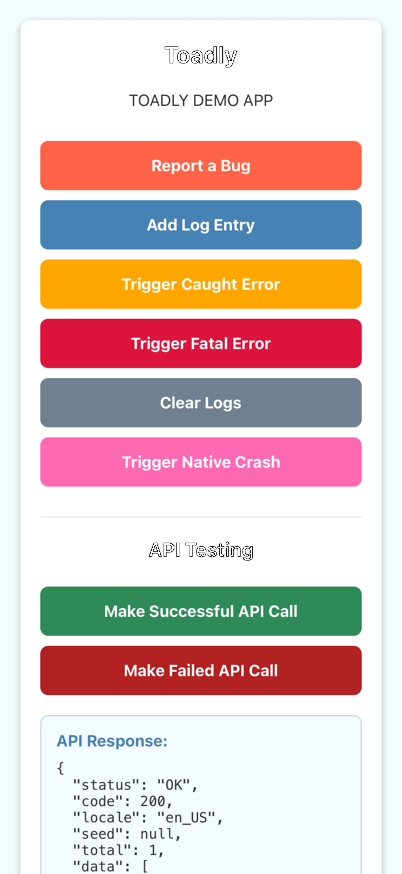 Toadly
TOADLY DEMO APP
Report a Bug
Add Log Entry
Trigger Caught Error
Trigger Fatal Error
Clear Logs
Trigger Native Crash
API Testing
Make Successful API Call
Make Failed API Call
API Response:
{
  "status": "OK",
  "code": 200,
  "locale": "en_US",
  "seed": null,
  "total": 1,
  "data": [